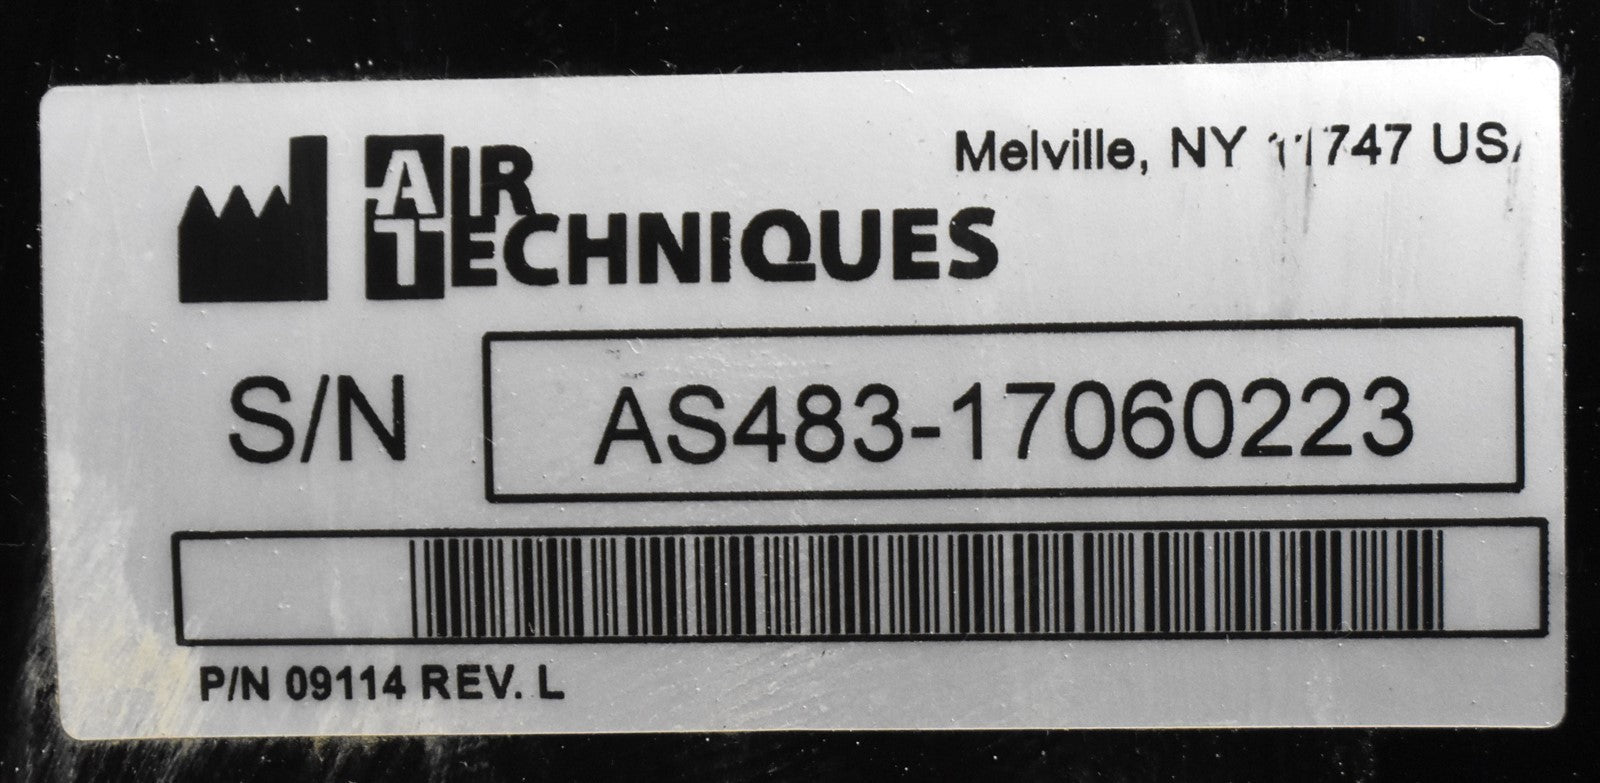 AIR
TECHNIQUES
Melville, NY 11747 USA
S/N
AS483-17060223
P/N 09114 REV. L